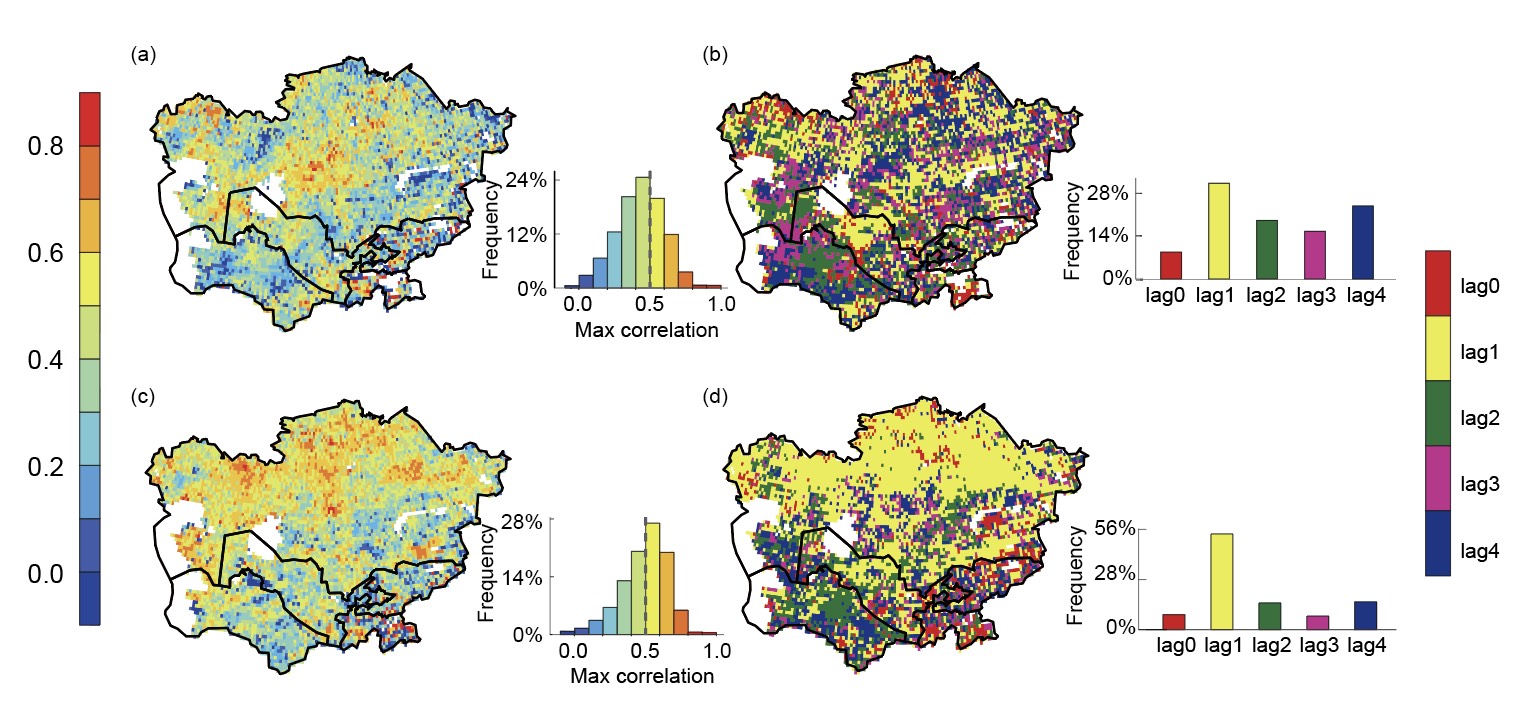 (a)
(b)
0.8
0.6
0.4
0.2
0.0
24%
12%
0%
Frequency
0.0 0.5 1.0
Max correlation
28%
14%
0%
Frequency
lag0 lag1 lag2 lag3 lag4
lag0
lag1
lag2
lag3
lag4
(c)
(d)
28%
14%
0%
Frequency
0.0 0.5 1.0
Max correlation
56%
28%
0%
Frequency
lag0 lag1 lag2 lag3 lag4